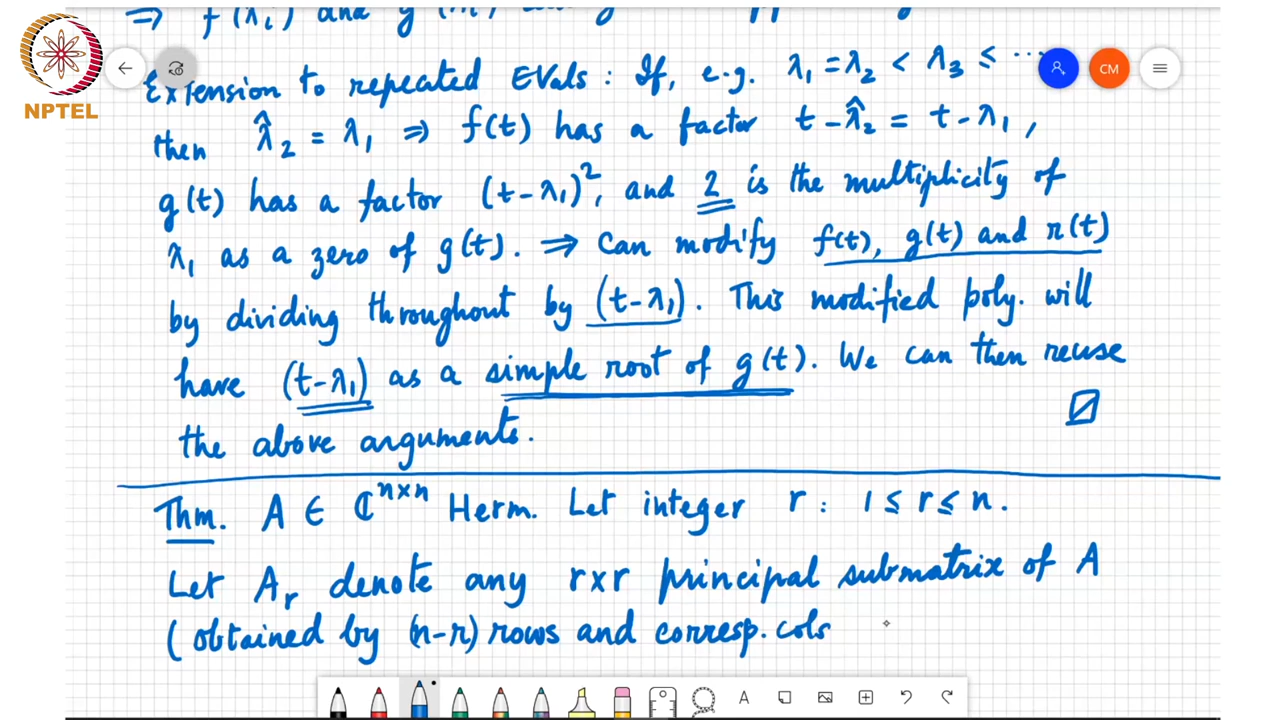 ⇒ f(λi) and g
Extension to repeated EVals: If, e.g. λ₁ = λ₂ < λ₃ ≤ ...
then λ̂₂ = λ₁ ⇒ f(t) has a factor t - λ̂₂ = t - λ₁,
g(t) has a factor (t - λ₁)², and 2 is the multiplicity of
λ₁ as a zero of g(t). ⇒ Can modify f(t), g(t) and r(t)
by dividing throughout by (t - λ₁). This modified poly. will
have (t - λ₁) as a simple root of g(t). We can then reuse
the above arguments.
Thm. A ∈ ℂⁿˣⁿ Herm. Let integer r : 1 ≤ r ≤ n.
Let Aᵣ denote any r×r principal submatrix of A
(obtained by (n-r) rows and corresp. cols
NPTEL
CM
A